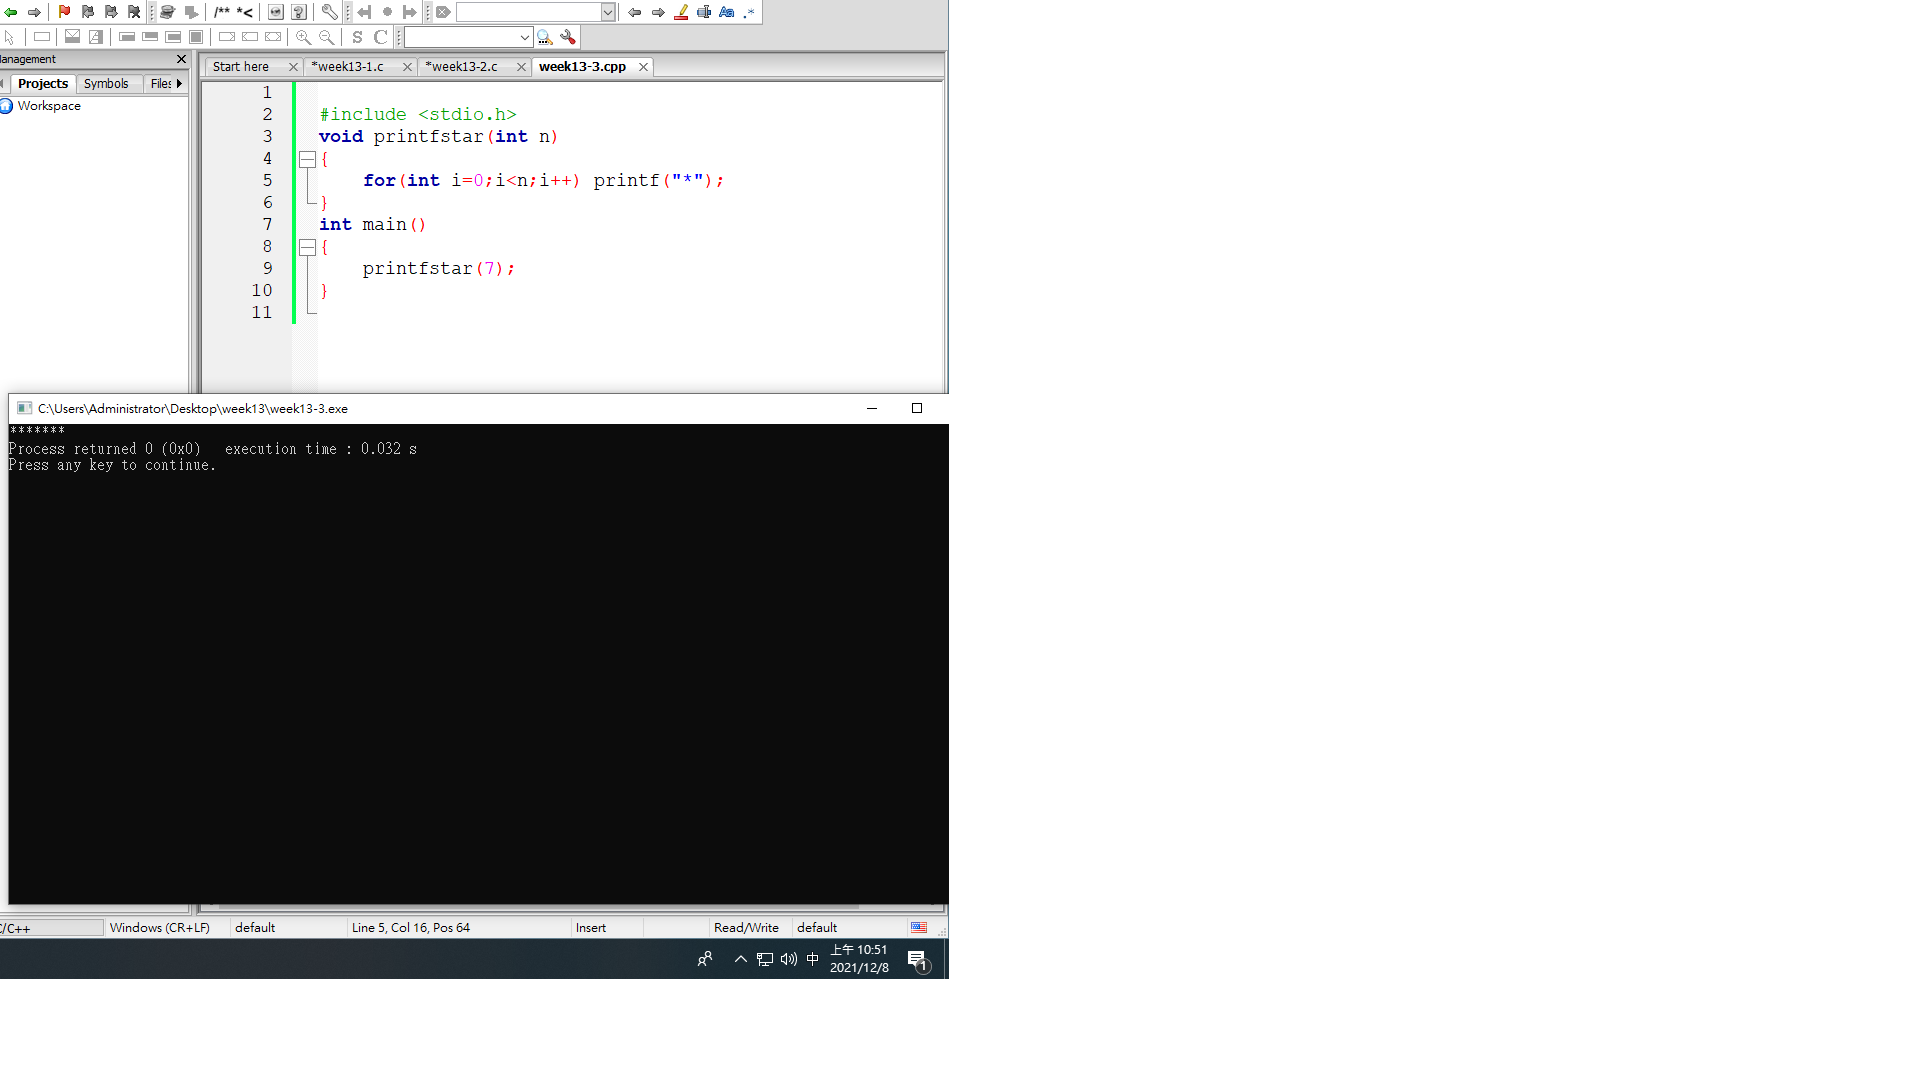 /** *<
S C
anagement
Projects Symbols Files
Workspace
Start here *week13-1.c *week13-2.c week13-3.cpp
1
2 #include <stdio.h>
3 void printfstar(int n)
4 {
5 for(int i=0;i<n;i++) printf("*");
6 }
7 int main()
8 {
9 printfstar(7);
10 }
11
C:\Users\Administrator\Desktop\week13\week13-3.exe
*******
Process returned 0 (0x0) execution time : 0.032 s
Press any key to continue.
C/C++ Windows (CR+LF) default Line 5, Col 16, Pos 64 Insert Read/Write default
中 上午 10:51
2021/12/8 1